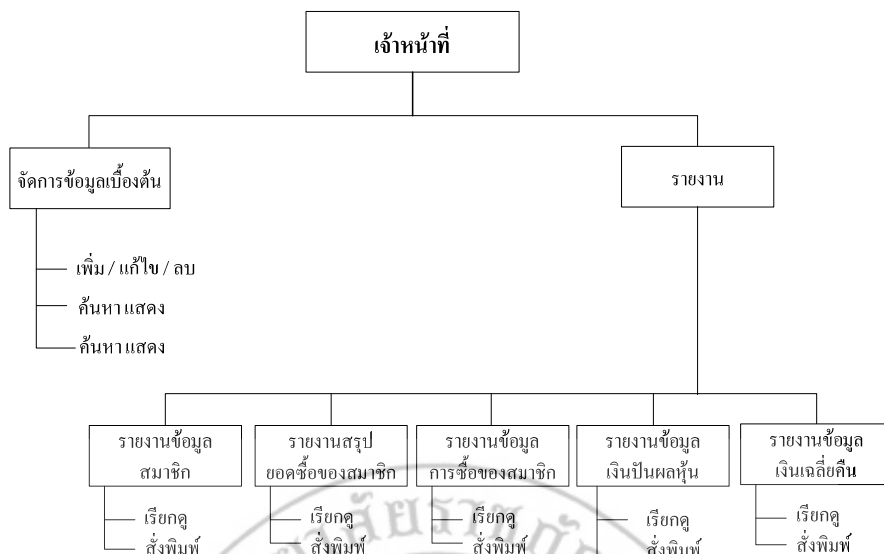 เจ้าหน้าที่
จัดการข้อมูลเบื้องต้น
รายงาน
เพิ่ม / แก้ไข / ลบ
ค้นหา แสดง
ค้นหา แสดง
รายงานข้อมูล
สมาชิก
เรียกดู
สั่งพิมพ์
รายงานสรุป
ยอดซื้อของสมาชิก
เรียกดู
สั่งพิมพ์
รายงานข้อมูล
การซื้อของสมาชิก
เรียกดู
สั่งพิมพ์
รายงานข้อมูล
เงินปันผลหุ้น
เรียกดู
สั่งพิมพ์
รายงานข้อมูล
เงินเฉลี่ยคืน
เรียกดู
สั่งพิมพ์